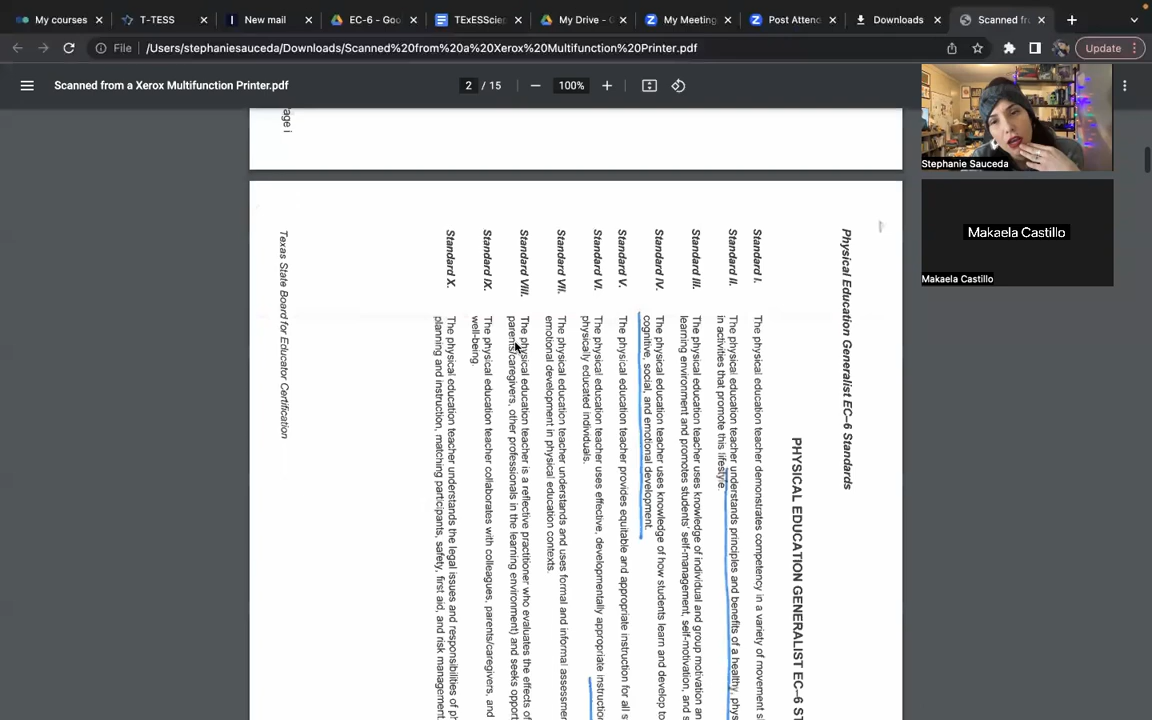 My courses
T-TESS
New mail
EC-6 - Goo
TExESScie
My Drive - G
My Meeting
Post Attend
Downloads
Scanned fr
File /Users/stephaniesauceda/Downloads/Scanned%20from%20a%20Xerox%20Multifunction%20Printer.pdf
Update
Scanned from a Xerox Multifunction Printer.pdf
2 / 15
100%
Stephanie Sauceda
Makaela Castillo
Makaela Castillo
age i
Physical Education Generalist EC–6 Standards
PHYSICAL EDUCATION GENERALIST EC–6 ST
Standard I. The physical education teacher demonstrates competency in a variety of movement s
Standard II. The physical education teacher understands principles and benefits of a healthy, phys
in activities that promote this lifestyle.
Standard III. The physical education teacher uses knowledge of individual and group motivation an
learning environment and promotes students' self-management, self-motivation, and s
Standard IV. The physical education teacher uses knowledge of how students learn and develop to
cognitive, social, and emotional development.
Standard V. The physical education teacher provides equitable and appropriate instruction for all s
Standard VI. The physical education teacher uses effective, developmentally appropriate instruction
physically educated individuals.
Standard VII. The physical education teacher understands and uses formal and informal assessme
emotional development in physical education contexts.
Standard VIII. The physical education teacher is a reflective practitioner who evaluates the effects of
parents/caregivers, other professionals in the learning environment) and seeks opport
Standard IX. The physical education teacher collaborates with colleagues, parents/caregivers, and
well-being.
Standard X. The physical education teacher understands the legal issues and responsibilities of ph
planning and instruction, matching participants, safety, first aid, and risk management.
Texas State Board for Educator Certification